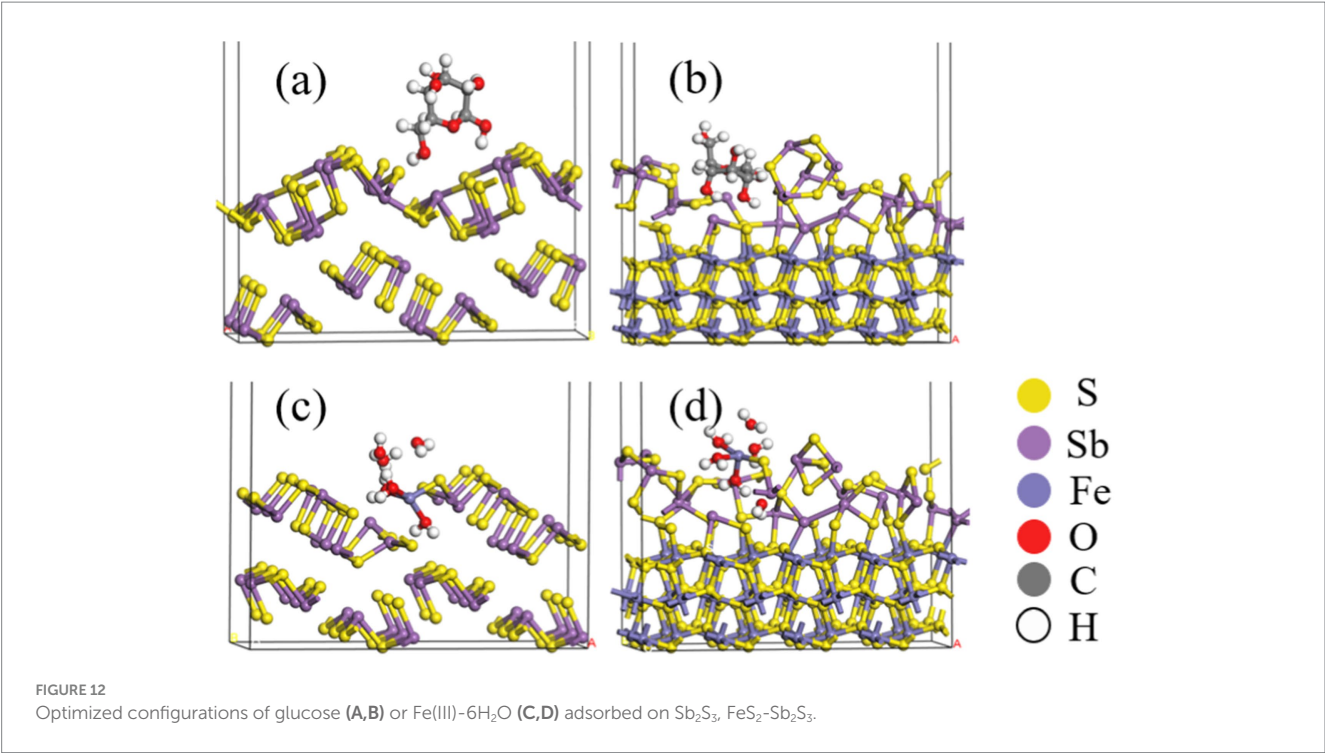 (a)
(b)
A
A
(c)
(d)
A
A
S
Sb
Fe
O
C
H
FIGURE 12
Optimized configurations of glucose (A,B) or Fe(III)-6H₂O (C,D) adsorbed on Sb₂S₃, FeS₂-Sb₂S₃.